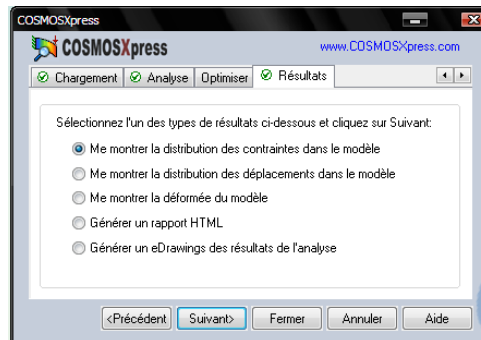 COSMOSXpress
COSMOSXpress
www.COSMOSXpress.com
Chargement Analyse Optimiser Résultats
Sélectionnez l'un des types de résultats ci-dessous et cliquez sur Suivant:
Me montrer la distribution des contraintes dans le modèle
Me montrer la distribution des déplacements dans le modèle
Me montrer la déformée du modèle
Générer un rapport HTML
Générer un eDrawings des résultats de l'analyse
<Précédent Suivant> Fermer Annuler Aide